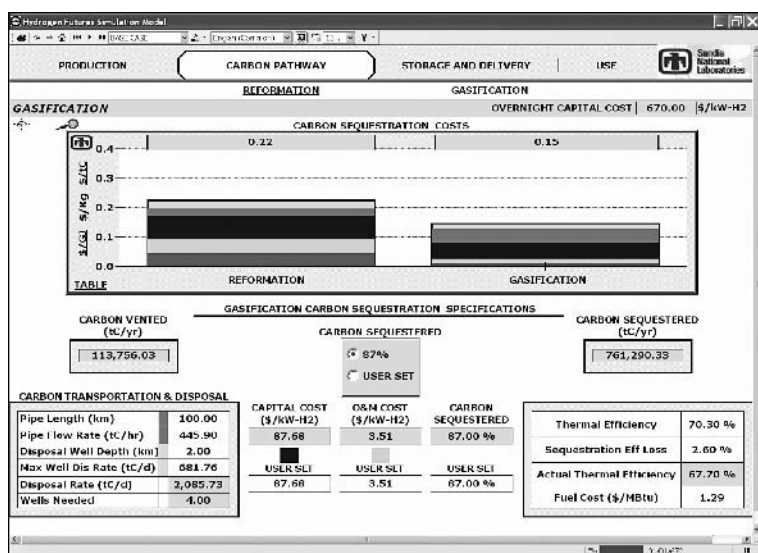 Hydrogen Futures Simulation Model
BASE CASE
PRODUCTION
CARBON PATHWAY
STORAGE AND DELIVERY
USE
Sandia
National
Laboratories
REFORMATION
GASIFICATION
GASIFICATION
OVERNIGHT CAPITAL COST 670.00 $/kW-H2
CARBON SEQUESTRATION COSTS
0.22
0.15
0.4
0.3
0.2
0.1
0.0
$/GJ $/Kg $/tC
TABLE
REFORMATION
GASIFICATION
GASIFICATION CARBON SEQUESTRATION SPECIFICATIONS
CARBON VENTED
(tC/yr)
113,756.03
CARBON SEQUESTERED
87%
USER SET
CARBON SEQUESTERED
(tC/yr)
761,290.33
CARBON TRANSPORTATION & DISPOSAL
Pipe Length (km) 100.00
Pipe Flow Rate (tC/hr) 445.90
Disposal Well Depth (km) 2.00
Max Well Dis Rate (tC/d) 681.76
Disposal Rate (tC/d) 2,085.73
Wells Needed 4.00
CAPITAL COST
($/kW-H2)
87.68
USER SET
87.68
O&M COST
($/kW-H2)
3.51
USER SET
3.51
CARBON
SEQUESTERED
87.00 %
USER SET
87.00 %
Thermal Efficiency 70.30 %
Sequestration Eff Loss 2.60 %
Actual Thermal Efficiency 67.70 %
Fuel Cost ($/MBtu) 1.29